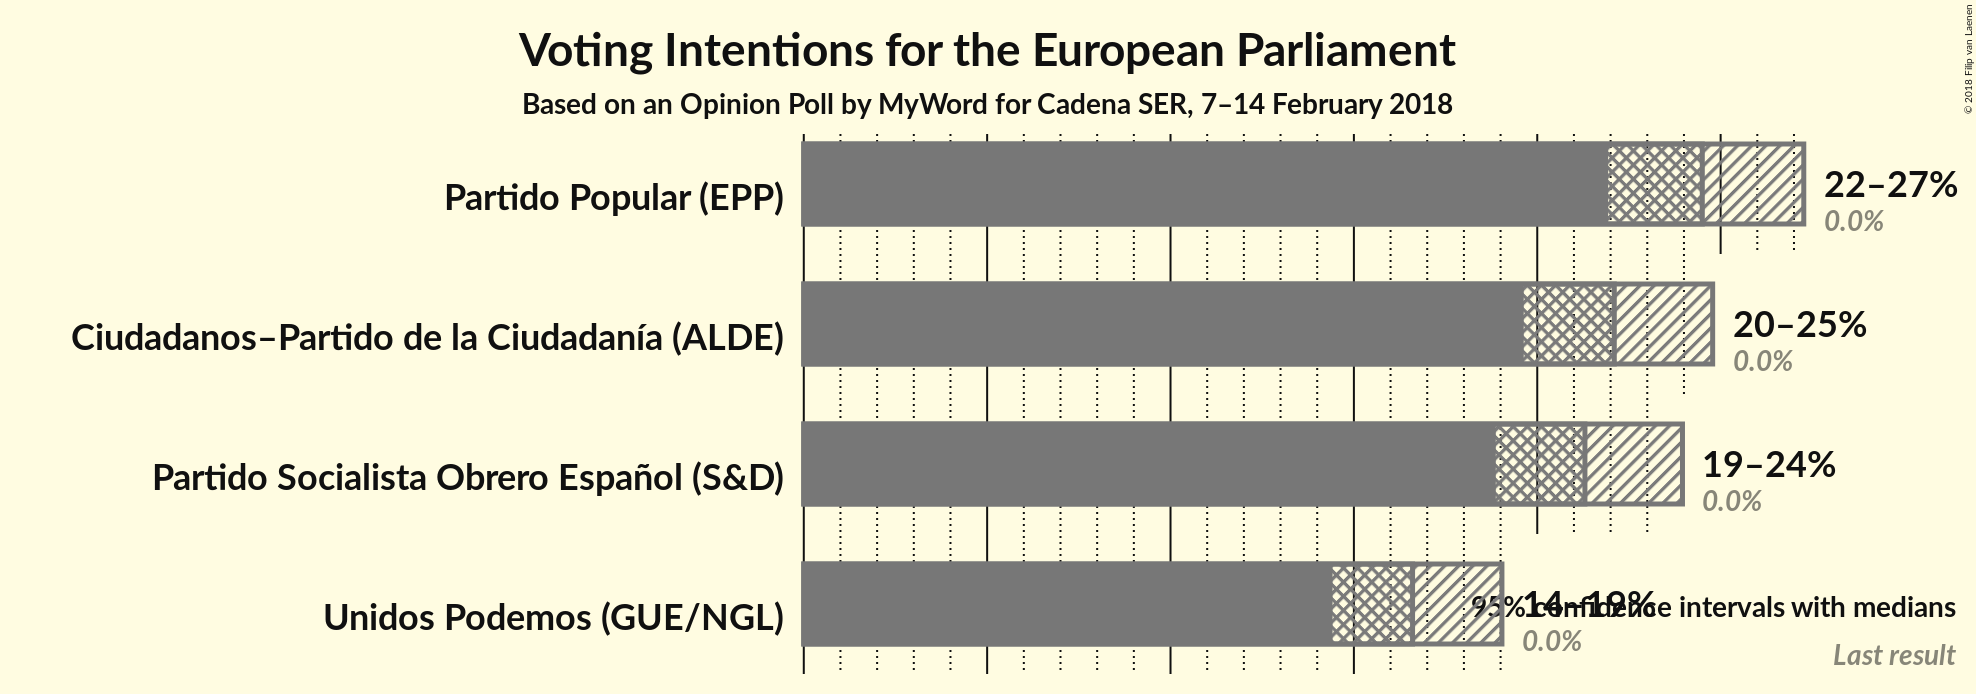 Voting Intentions for the European Parliament
Based on an Opinion Poll by MyWord for Cadena SER, 7–14 February 2018
© 2018 Filip van Laenen
Partido Popular (EPP)
22–27%
0.0%
Ciudadanos–Partido de la Ciudadanía (ALDE)
20–25%
0.0%
Partido Socialista Obrero Español (S&D)
19–24%
0.0%
Unidos Podemos (GUE/NGL)
14–19%
0.0%
95% confidence intervals with medians
Last result